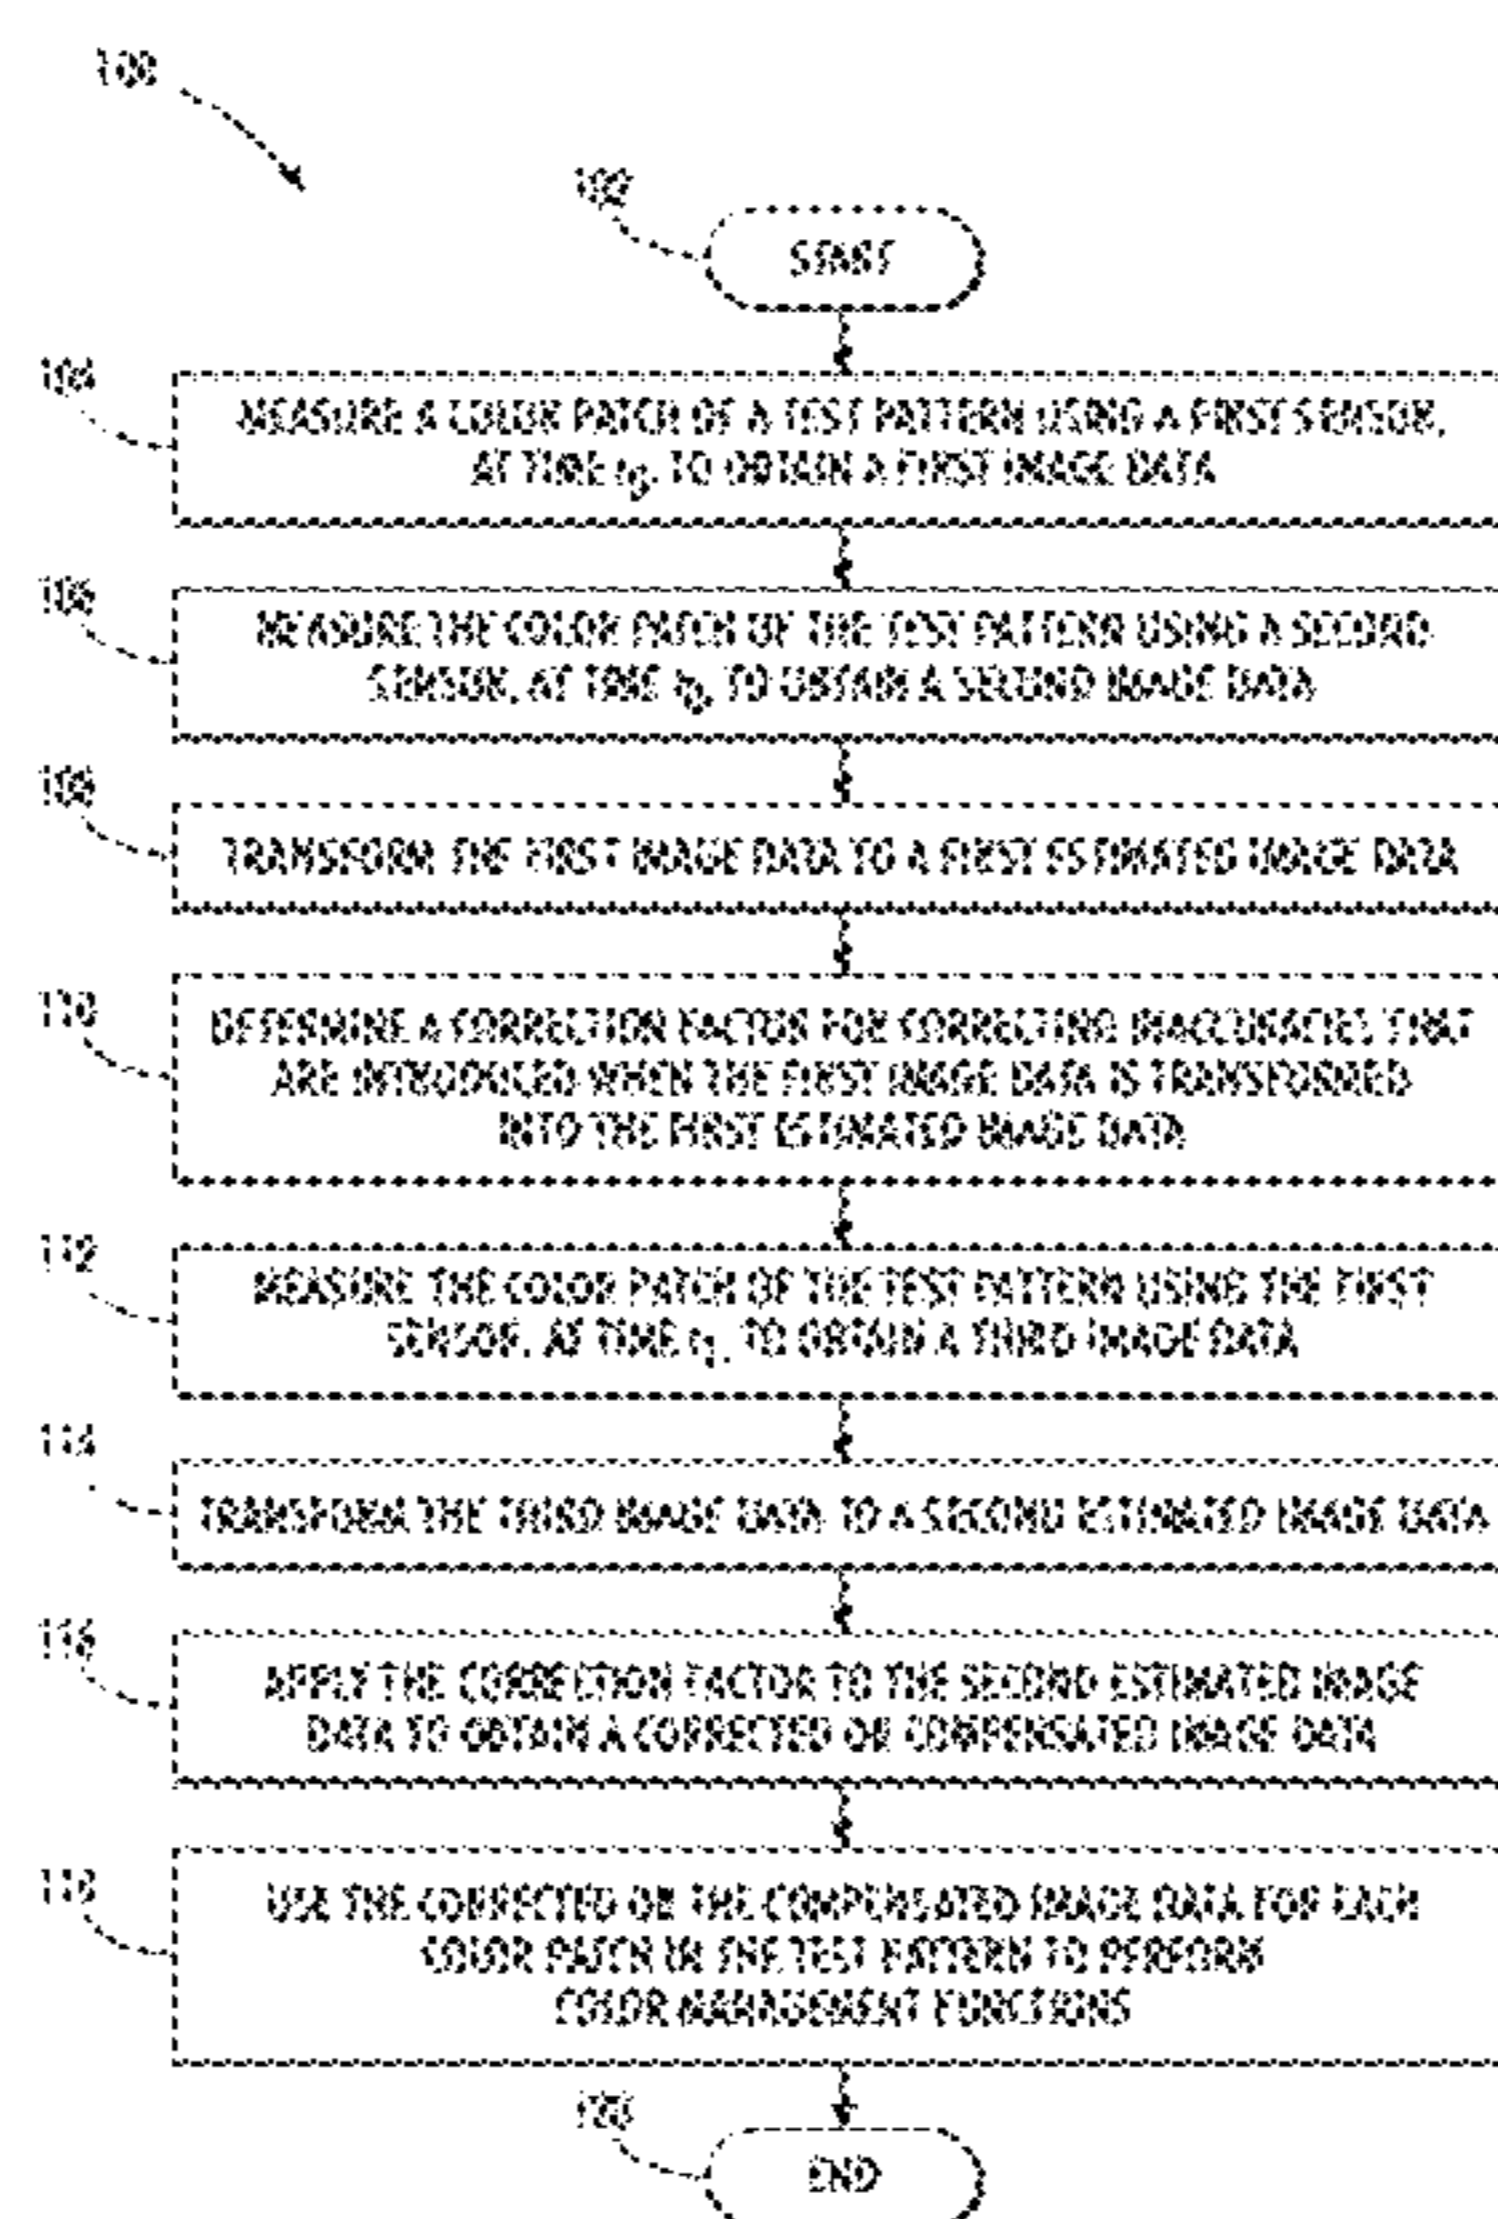 100
102
START
104
MEASURE A COLOR PATCH OF A TEST PATTERN USING A FIRST SENSOR,
AT TIME t0, TO OBTAIN A FIRST IMAGE DATA
106
MEASURE THE COLOR PATCH OF THE TEST PATTERN USING A SECOND
SENSOR, AT TIME t0, TO OBTAIN A SECOND IMAGE DATA
108
TRANSFORM THE FIRST IMAGE DATA TO A FIRST ESTIMATED IMAGE DATA
110
DETERMINE A CORRECTION FACTOR FOR CORRECTING INACCURACIES THAT
ARE INTRODUCED WHEN THE FIRST IMAGE DATA IS TRANSFORMED
INTO THE FIRST ESTIMATED IMAGE DATA
112
MEASURE THE COLOR PATCH OF THE TEST PATTERN USING THE FIRST
SENSOR, AT TIME t1, TO OBTAIN A THIRD IMAGE DATA
114
TRANSFORM THE THIRD IMAGE DATA TO A SECOND ESTIMATED IMAGE DATA
116
APPLY THE CORRECTION FACTOR TO THE SECOND ESTIMATED IMAGE
DATA TO OBTAIN A CORRECTED OR COMPENSATED IMAGE DATA
118
USE THE CORRECTED OR THE COMPENSATED IMAGE DATA FOR EACH
COLOR PATCH IN THE TEST PATTERN TO PERFORM
COLOR MANAGEMENT FUNCTIONS
120
END